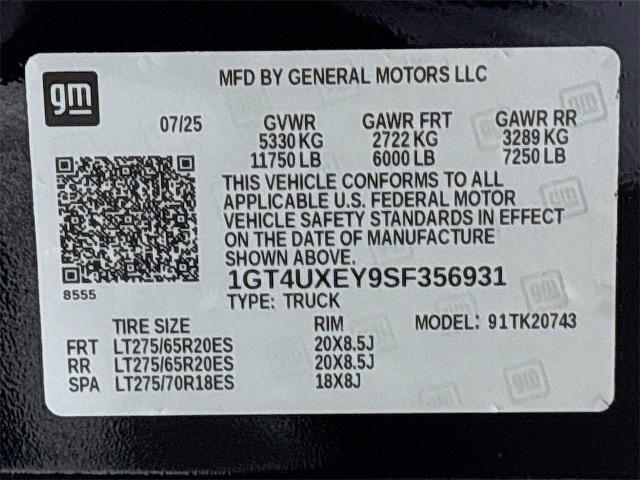 gm
MFD BY GENERAL MOTORS LLC
07/25 GVWR GAWR FRT GAWR RR
5330 KG 2722 KG 3289 KG
11750 LB 6000 LB 7250 LB
THIS VEHICLE CONFORMS TO ALL
APPLICABLE U.S. FEDERAL MOTOR
VEHICLE SAFETY STANDARDS IN EFFECT
ON THE DATE OF MANUFACTURE
SHOWN ABOVE.
8555
1GT4UXEY9SF356931
TYPE: TRUCK
TIRE SIZE RIM MODEL: 91TK20743
FRT LT275/65R20ES 20X8.5J
RR LT275/65R20ES 20X8.5J
SPA LT275/70R18ES 18X8J